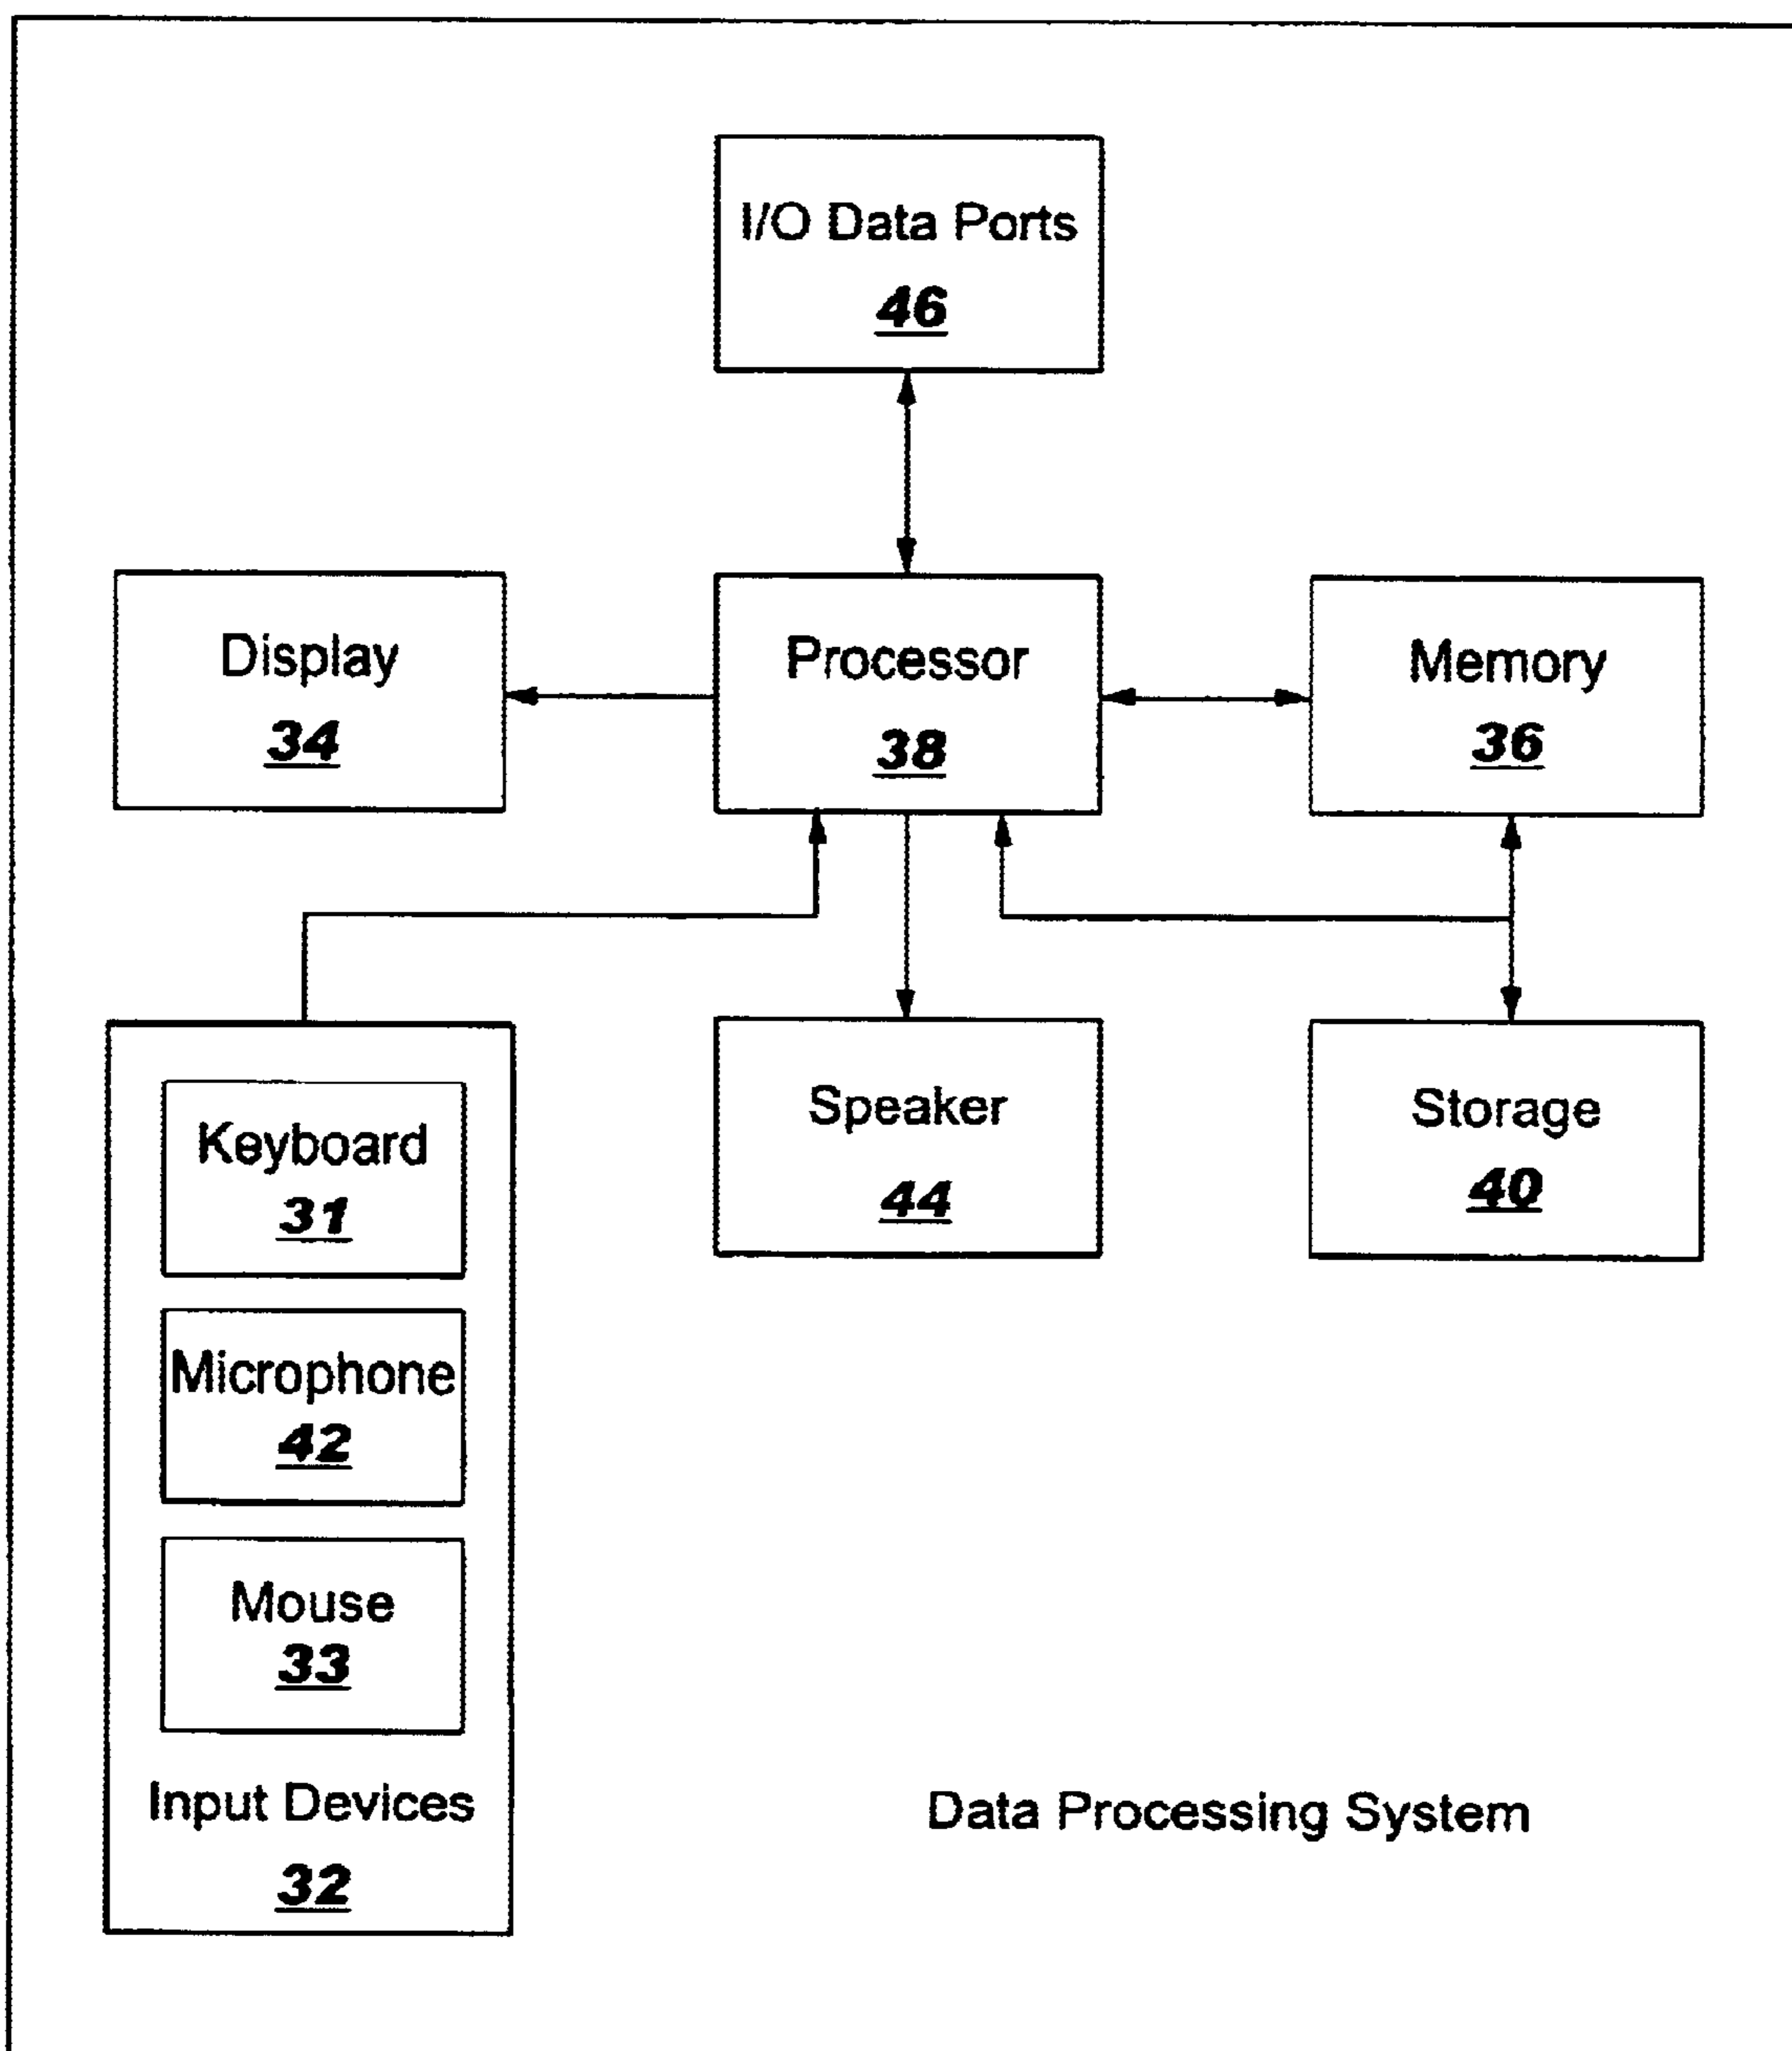 I/O Data Ports
46
Display
34
Processor
38
Memory
36
Keyboard
31
Microphone
42
Mouse
33
Input Devices
32
Speaker
44
Storage
40
Data Processing System